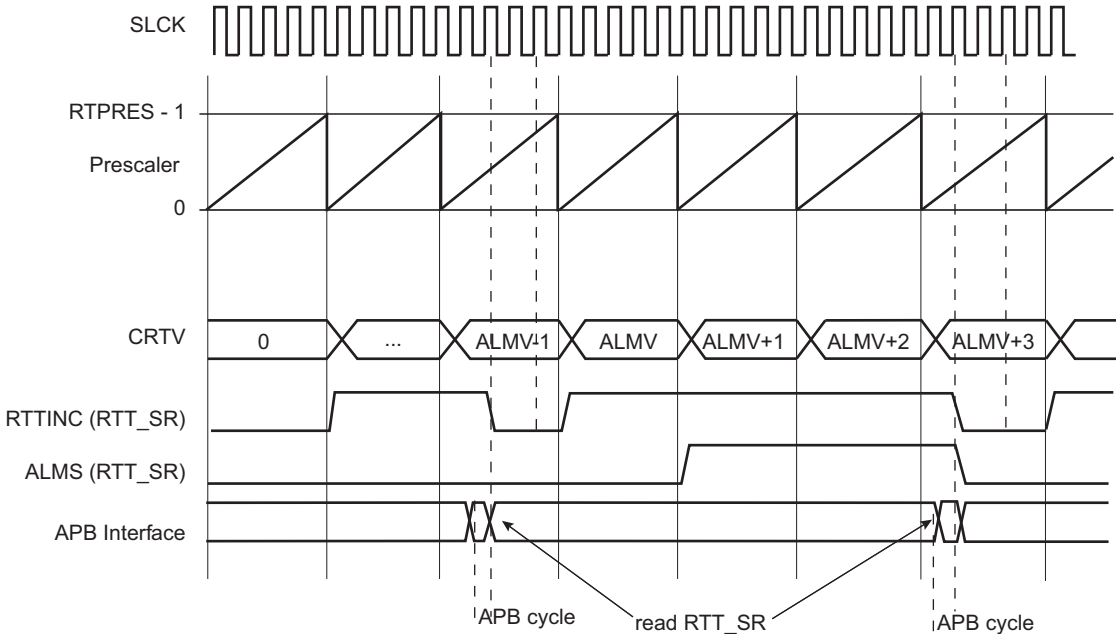 SLCK
RTPRES - 1
Prescaler
0
CRTV 0 ... ALMV-1 ALMV ALMV+1 ALMV+2 ALMV+3
RTTINC (RTT_SR)
ALMS (RTT_SR)
APB Interface
APB cycle read RTT_SR APB cycle